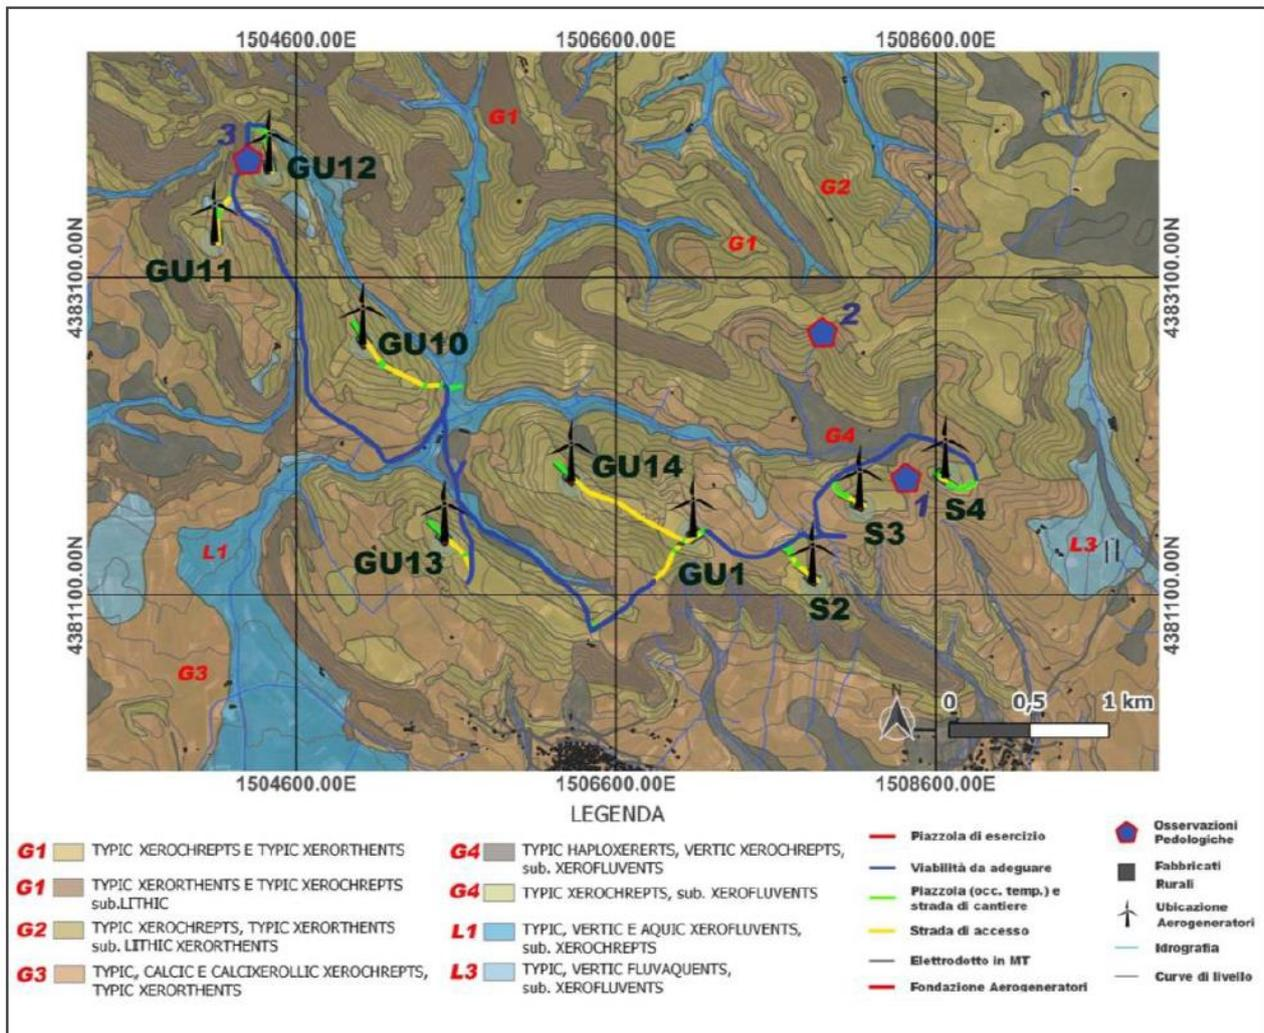 1504600.00E 1506600.00E 1508600.00E
G1
3
GU12
G2
G1
GU11
4383100.00N
4383100.00N
2
GU10
G4
GU14
S3
1
S4
L1
GU13
GU1
S2
L3
4381100.00N
4381100.00N
G3
N
0 0,5 1 km
1504600.00E 1506600.00E 1508600.00E
LEGENDA
G1 TYPIC XEROCHREPTS E TYPIC XERORTHENTS
G1 TYPIC XERORTHENTS E TYPIC XEROCHREPTS
sub.LITHIC
G2 TYPIC XEROCHREPTS, TYPIC XERORTHENTS
sub. LITHIC XERORTHENTS
G3 TYPIC, CALCIC E CALCIXEROLLIC XEROCHREPTS,
TYPIC XERORTHENTS
G4 TYPIC HAPLOXERERTS, VERTIC XEROCHREPTS,
sub. XEROFLUVENTS
G4 TYPIC XEROCHREPTS, sub. XEROFLUVENTS
L1 TYPIC, VERTIC E AQUIC XEROFLUVENTS,
sub. XEROCHREPTS
L3 TYPIC, VERTIC FLUVAQUENTS,
sub. XEROFLUVENTS
Piazzola di esercizio
Viabilità da adeguare
Piazzola (occ. temp.) e
strada di cantiere
Strada di accesso
Elettrodotto in MT
Fondazione Aerogeneratori
Osservazioni
Pedologiche
Fabbricati
Rurali
Ubicazione
Aerogeneratori
Idrografia
Curve di livello